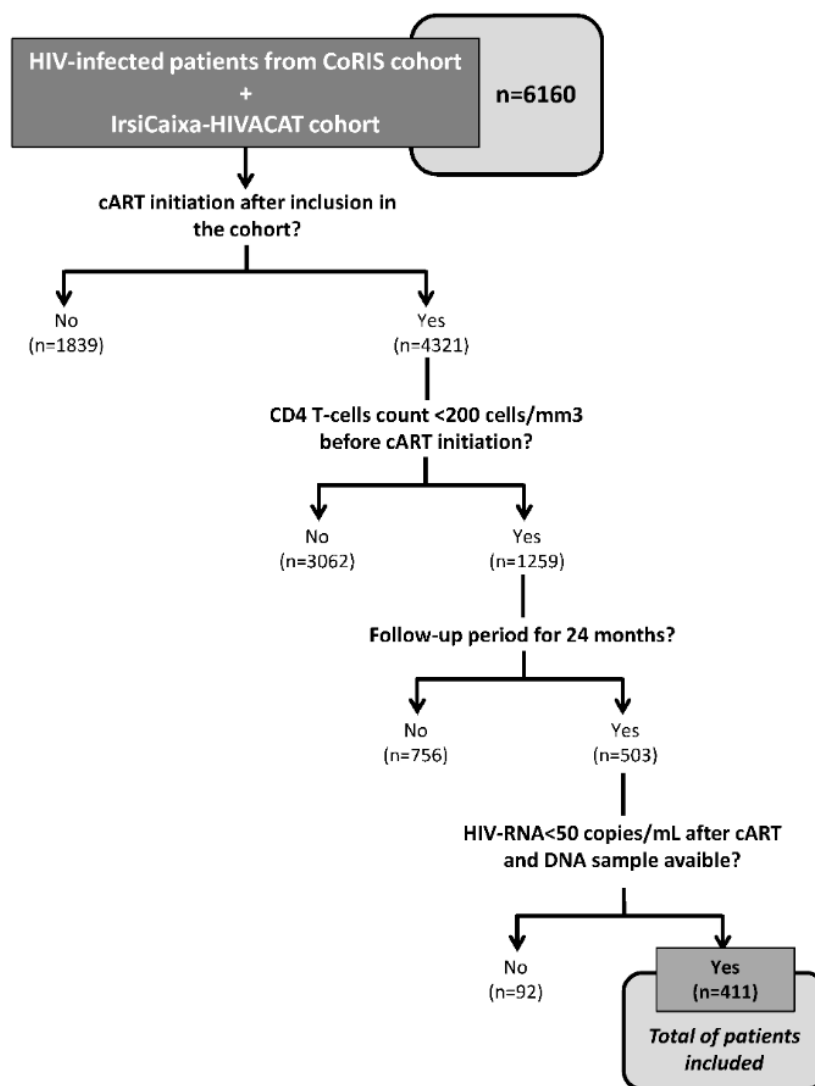 HIV-infected patients from CoRIS cohort
+
IrsiCaixa-HIVACAT cohort
n=6160
cART initiation after inclusion in
the cohort?
No
(n=1839)
Yes
(n=4321)
CD4 T-cells count <200 cells/mm3
before cART initiation?
No
(n=3062)
Yes
(n=1259)
Follow-up period for 24 months?
No
(n=756)
Yes
(n=503)
HIV-RNA<50 copies/mL after cART
and DNA sample avaible?
No
(n=92)
Yes
(n=411)
Total of patients
included